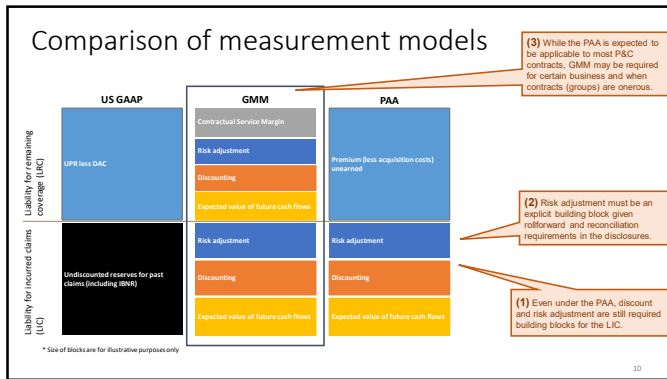 Comparison of measurement models
(3) While the PAA is expected to
be applicable to most P&C
contracts, GMM may be required
for certain business and when
contracts (groups) are onerous.
US GAAP
GMM
PAA
Liability for remaining
coverage (LRC)
UPR less DAC
Contractual Service Margin
Risk adjustment
Discounting
Expected value of future cash flows
Premium (less acquisition costs)
unearned
(2) Risk adjustment must be an
explicit building block given
rollforward and reconciliation
requirements in the disclosures.
Liability for incurred claims
(LIC)
Undiscounted reserves for past
claims (including IBNR)
Risk adjustment
Discounting
Expected value of future cash flows
Risk adjustment
Discounting
Expected value of future cash flows
(1) Even under the PAA, discount
and risk adjustment are still required
building blocks for the LIC.
* Size of blocks are for illustrative purposes only
10